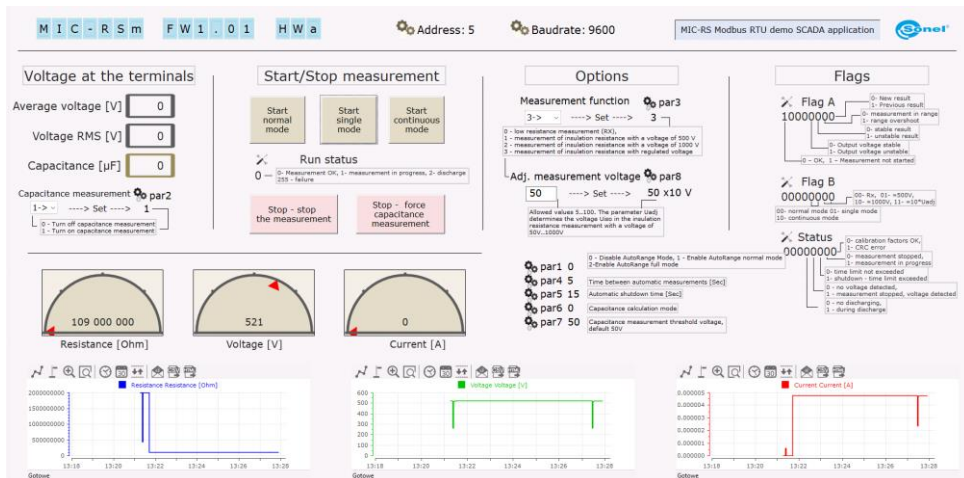 MIC-RSm FW1.01 HWa
Address: 5
Baudrate: 9600
MIC-RS Modbus RTU demo SCADA application
Sonel®
Voltage at the terminals
Average voltage [V] 0
Voltage RMS [V] 0
Capacitance [µF] 0
Capacitance measurement par2
1-> ----> Set ----> 1
0 - Turn off capacitance measurement
1 - Turn on capacitance measurement
Start/Stop measurement
Start normal mode
Start single mode
Start continuous mode
Run status
0 - 0- Measurement OK, 1- measurement in progress, 2- discharge
255 - failure
Stop - stop the measurement
Stop - force capacitance measurement
Options
Measurement function par3
3-> ----> Set ----> 3
0 - low resistance measurement (RX),
1 - measurement of insulation resistance with a voltage of 500 V
2 - measurement of insulation resistance with a voltage of 1000 V
3 - measurement of insulation resistance with regulated voltage
Adj. measurement voltage par8
50 ----> Set ----> 50 x10 V
Allowed values 5..100. The parameter Uadj
determines the voltage Uiso in the insulation
resistance measurement with a voltage of
50V..1000V
par1 0
0 - Disable AutoRange Mode, 1 - Enable AutoRange normal mode
2-Enable AutoRange full mode
par4 5 Time between automatic measurements [Sec]
par5 15 Automatic shutdown time [Sec]
par6 0 Capacitance calculation mode
par7 50 Capacitance measurement threshold voltage,
default 50V
Flags
Flag A
10000000
0- New result
1- Previous result
0- measurement in range
1- range overshoot
0- stable result
1- unstable result
0- Output voltage stable
1- Output voltage unstable
0 - OK, 1 - Measurement not started
Flag B
00000000
00- Rx, 01- =500V,
10- =1000V, 11- =10*Uadj
00- normal mode 01- single mode
10- continuous mode
Status
00000000
0- calibration factors OK,
1- CRC error
0- measurement stopped,
1- measurement in progress
0- time limit not exceeded
1- shutdown - time limit exceeded
0 - no voltage detected,
1 - measurement stopped, voltage detected
0 - no discharging,
1 - during discharge
109 000 000
Resistance [Ohm]
521
Voltage [V]
0
Current [A]
Resistance Resistance [Ohm]
2000000000
1500000000
1000000000
500000000
0
13:18 13:20 13:22 13:24 13:26 13:28
Gotowe
Voltage Voltage [V]
600
500
400
300
200
100
0
13:18 13:20 13:22 13:24 13:26 13:28
Gotowe
Current Current [A]
0.000005
0.000004
0.000003
0.000002
0.000001
0.000000
13:18 13:20 13:22 13:24 13:26 13:28
Gotowe